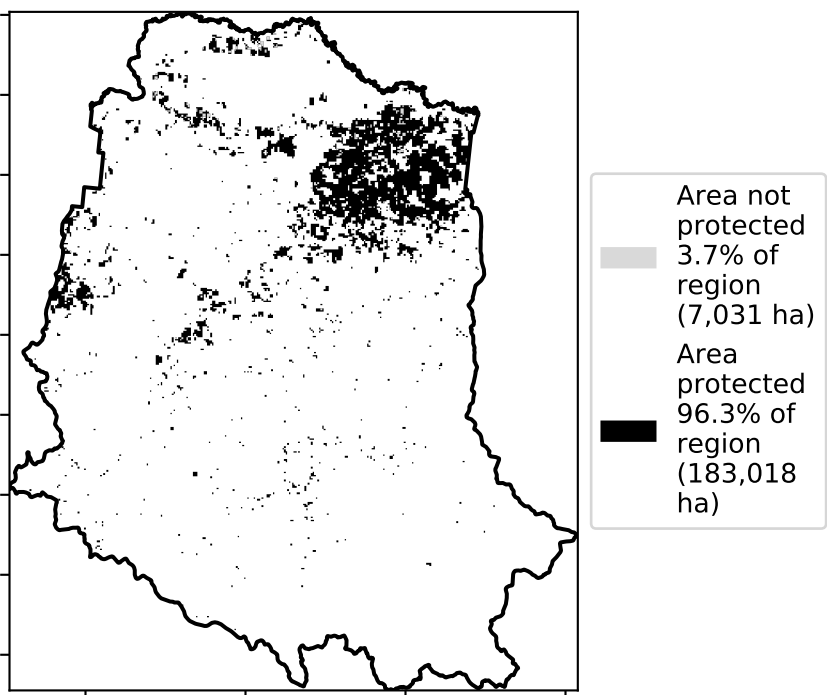 Area not
protected
3.7% of
region
(7,031 ha)
Area
protected
96.3% of
region
(183,018
ha)